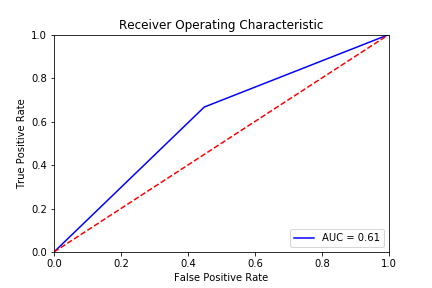 Receiver Operating Characteristic
1.0
0.8
0.6
0.4
0.2
0.0
True Positive Rate
AUC = 0.61
0.0 0.2 0.4 0.6 0.8 1.0
False Positive Rate